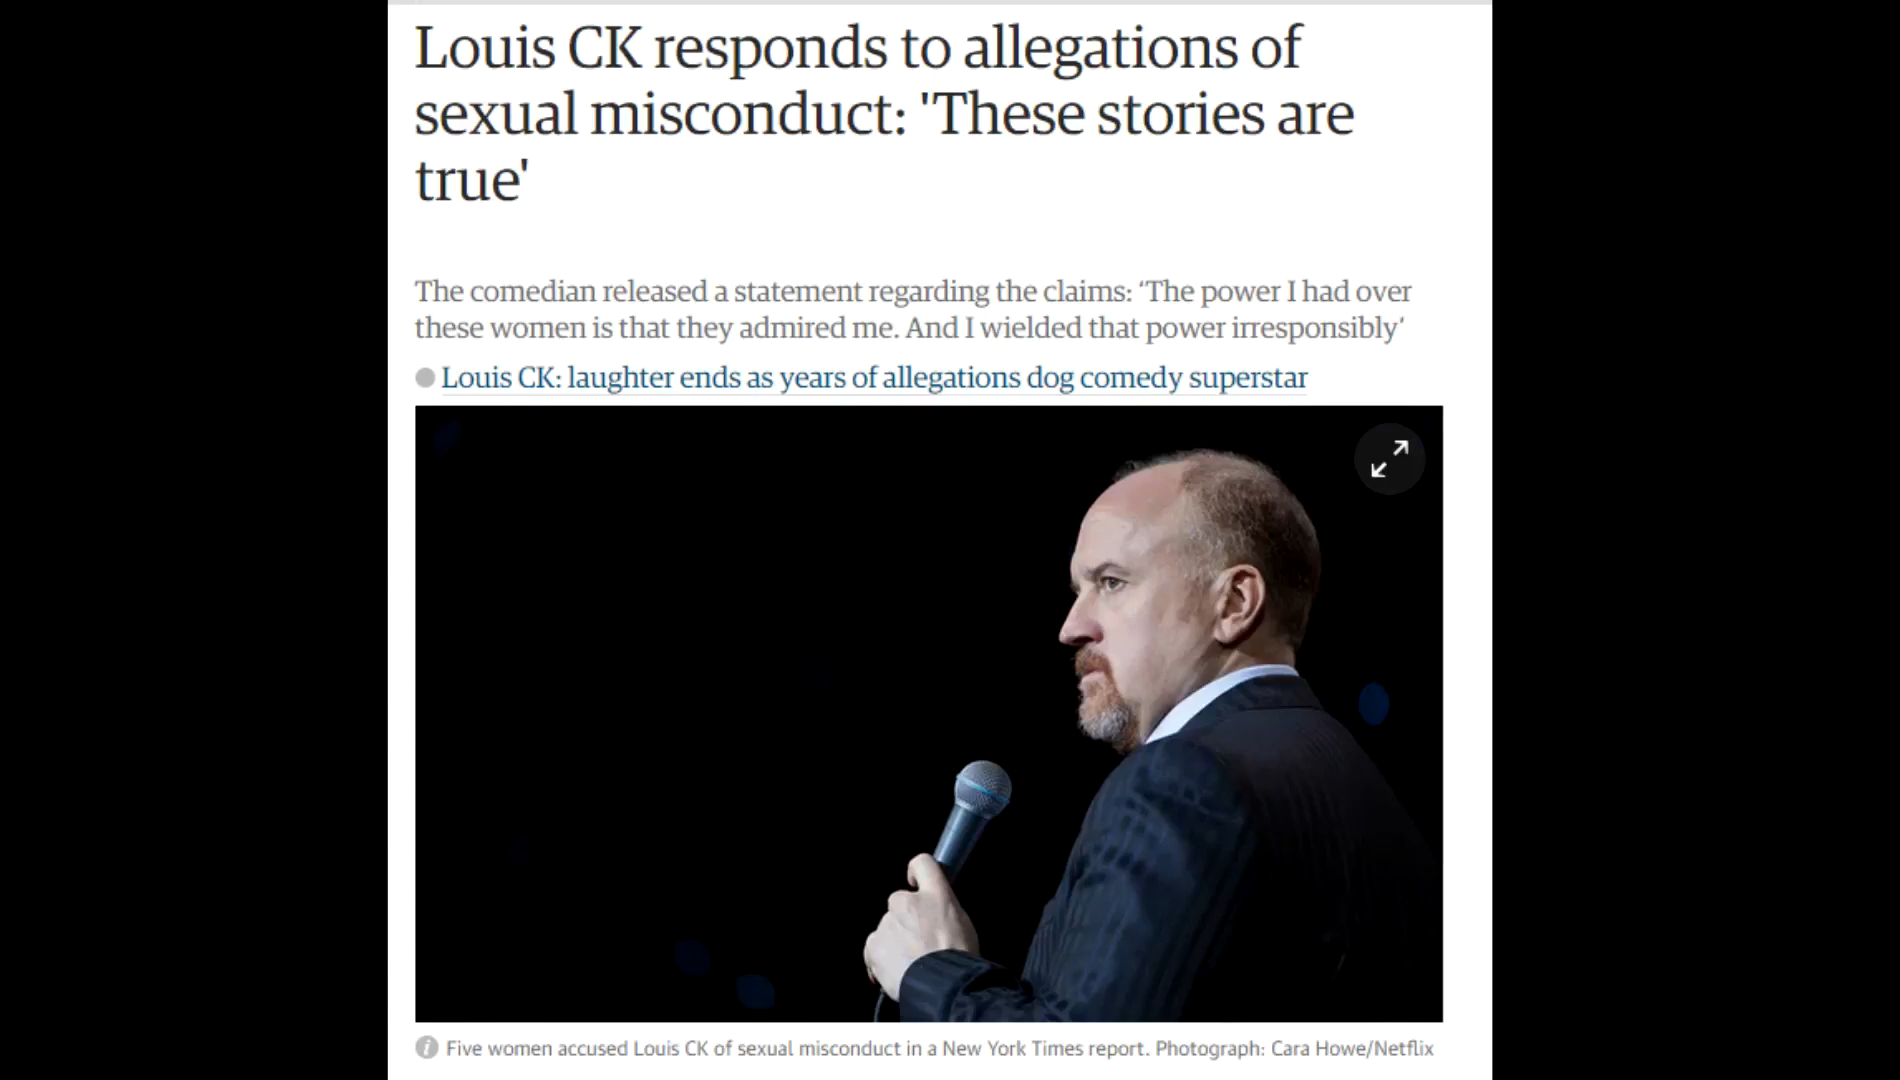 Louis CK responds to allegations of
sexual misconduct: 'These stories are
true'
The comedian released a statement regarding the claims: ‘The power I had over
these women is that they admired me. And I wielded that power irresponsibly’
Louis CK: laughter ends as years of allegations dog comedy superstar
Five women accused Louis CK of sexual misconduct in a New York Times report. Photograph: Cara Howe/Netflix